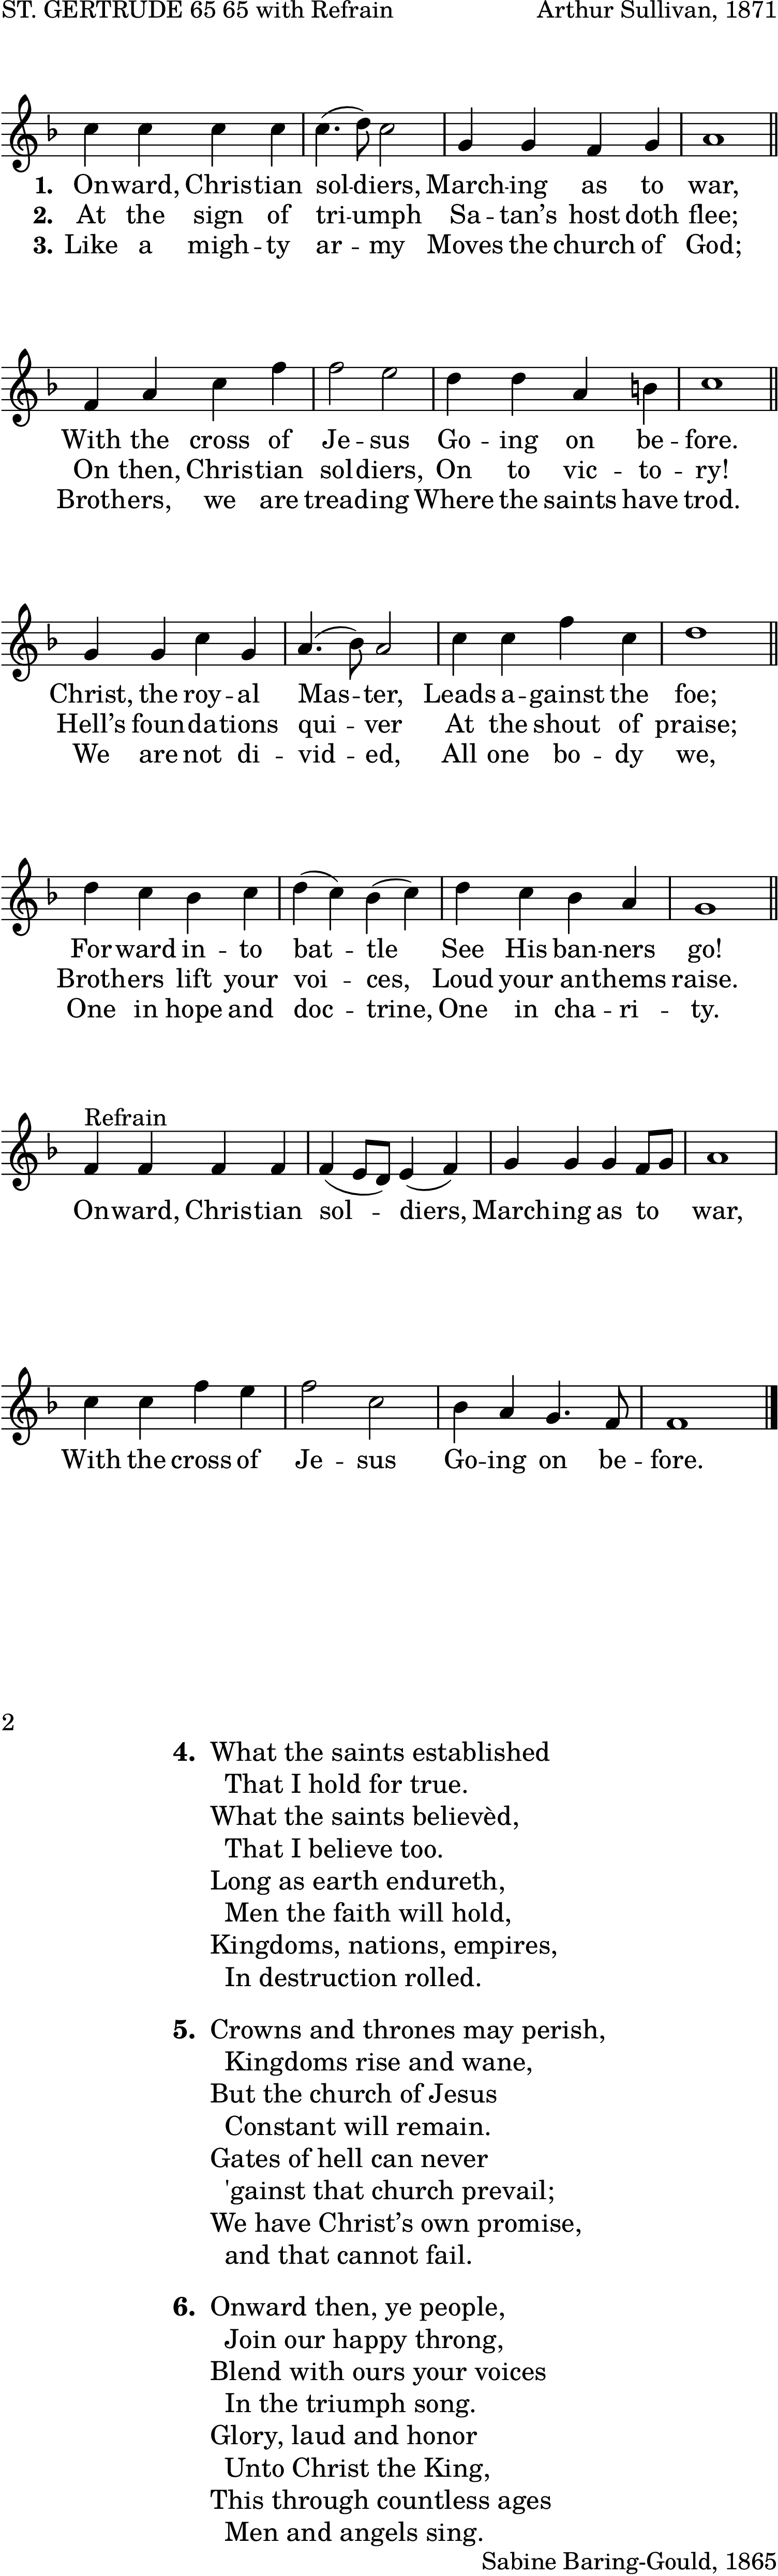 ST. GERTRUDE 65 65 with Refrain
Arthur Sullivan, 1871
1. Onward, Christian sol -- diers, March -- ing as to war,
2. At the sign of tri -- umph Sa -- tan’s host doth flee;
3. Like a migh -- ty ar -- my Moves the church of God;
With the cross of Je -- sus Go -- ing on be -- fore.
On then, Christian soldiers, On to vic -- to -- ry!
Brothers, we are treading Where the saints have trod.
Christ, the roy -- al Mas -- ter, Leads a -- gainst the foe;
Hell’s foundations qui -- ver At the shout of praise;
We are not di -- vid -- ed, All one bo -- dy we,
Forward in -- to bat -- tle See His ban -- ners go!
Brothers lift your voi -- ces, Loud your anthems raise.
One in hope and doc -- trine, One in cha -- ri -- ty.
Refrain
Onward, Christian sol -- diers, Marching as to war,
With the cross of Je -- sus Go -- ing on be -- fore.
2
4. What the saints established
That I hold for true.
What the saints believèd,
That I believe too.
Long as earth endureth,
Men the faith will hold,
Kingdoms, nations, empires,
In destruction rolled.
5. Crowns and thrones may perish,
Kingdoms rise and wane,
But the church of Jesus
Constant will remain.
Gates of hell can never
'gainst that church prevail;
We have Christ’s own promise,
and that cannot fail.
6. Onward then, ye people,
Join our happy throng,
Blend with ours your voices
In the triumph song.
Glory, laud and honor
Unto Christ the King,
This through countless ages
Men and angels sing.
Sabine Baring-Gould, 1865